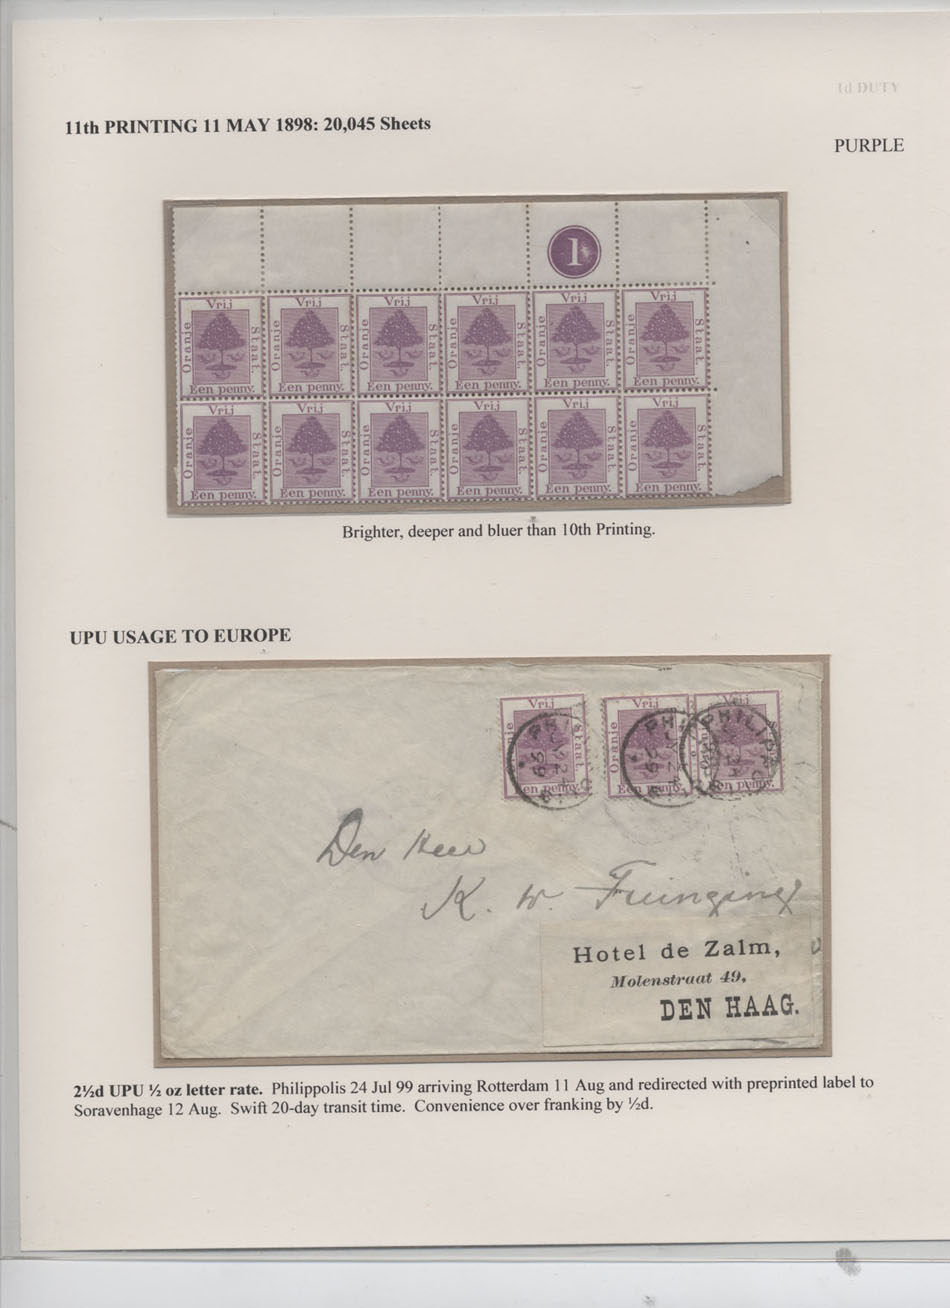 1d DUTY
11th PRINTING 11 MAY 1898: 20,045 Sheets
PURPLE
1
Vrij Vrij Vrij Vrij Vrij Vrij
Oranje Staat. Oranje Staat. Oranje Staat. Oranje Staat. Oranje Staat. Oranje Staat.
Een penny. Een penny. Een penny. Een penny. Een penny. Een penny.
Vrij Vrij Vrij Vrij Vrij Vrij
Oranje Staat. Oranje Staat. Oranje Staat. Oranje Staat. Oranje Staat. Oranje Staat.
Een penny. Een penny. Een penny. Een penny. Een penny. Een penny.
Brighter, deeper and bluer than 10th Printing.
UPU USAGE TO EUROPE
Vrij Vrij Vrij
Oranje Staat. Oranje
PHI PHI PHILIPPO
Een penny. Een penny. Een penny.
Den Heer
K. W.
Hotel de Zalm,
Molenstraat 49,
DEN HAAG.
2½d UPU ½ oz letter rate. Philippolis 24 Jul 99 arriving Rotterdam 11 Aug and redirected with preprinted label to
Soravenhage 12 Aug. Swift 20-day transit time. Convenience over franking by ½d.